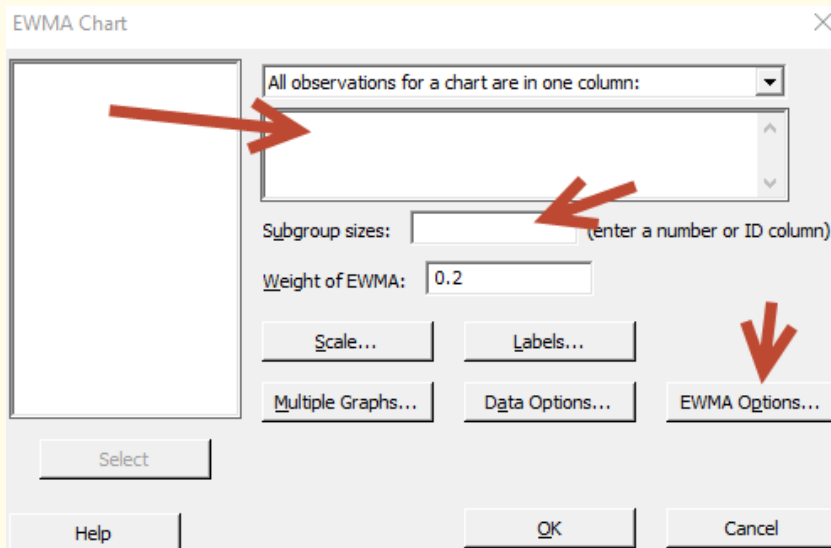 EWMA Chart
All observations for a chart are in one column:
Subgroup sizes: (enter a number or ID column)
Weight of EWMA: 0.2
Scale... Labels...
Multiple Graphs... Data Options... EWMA Options...
Select
Help OK Cancel